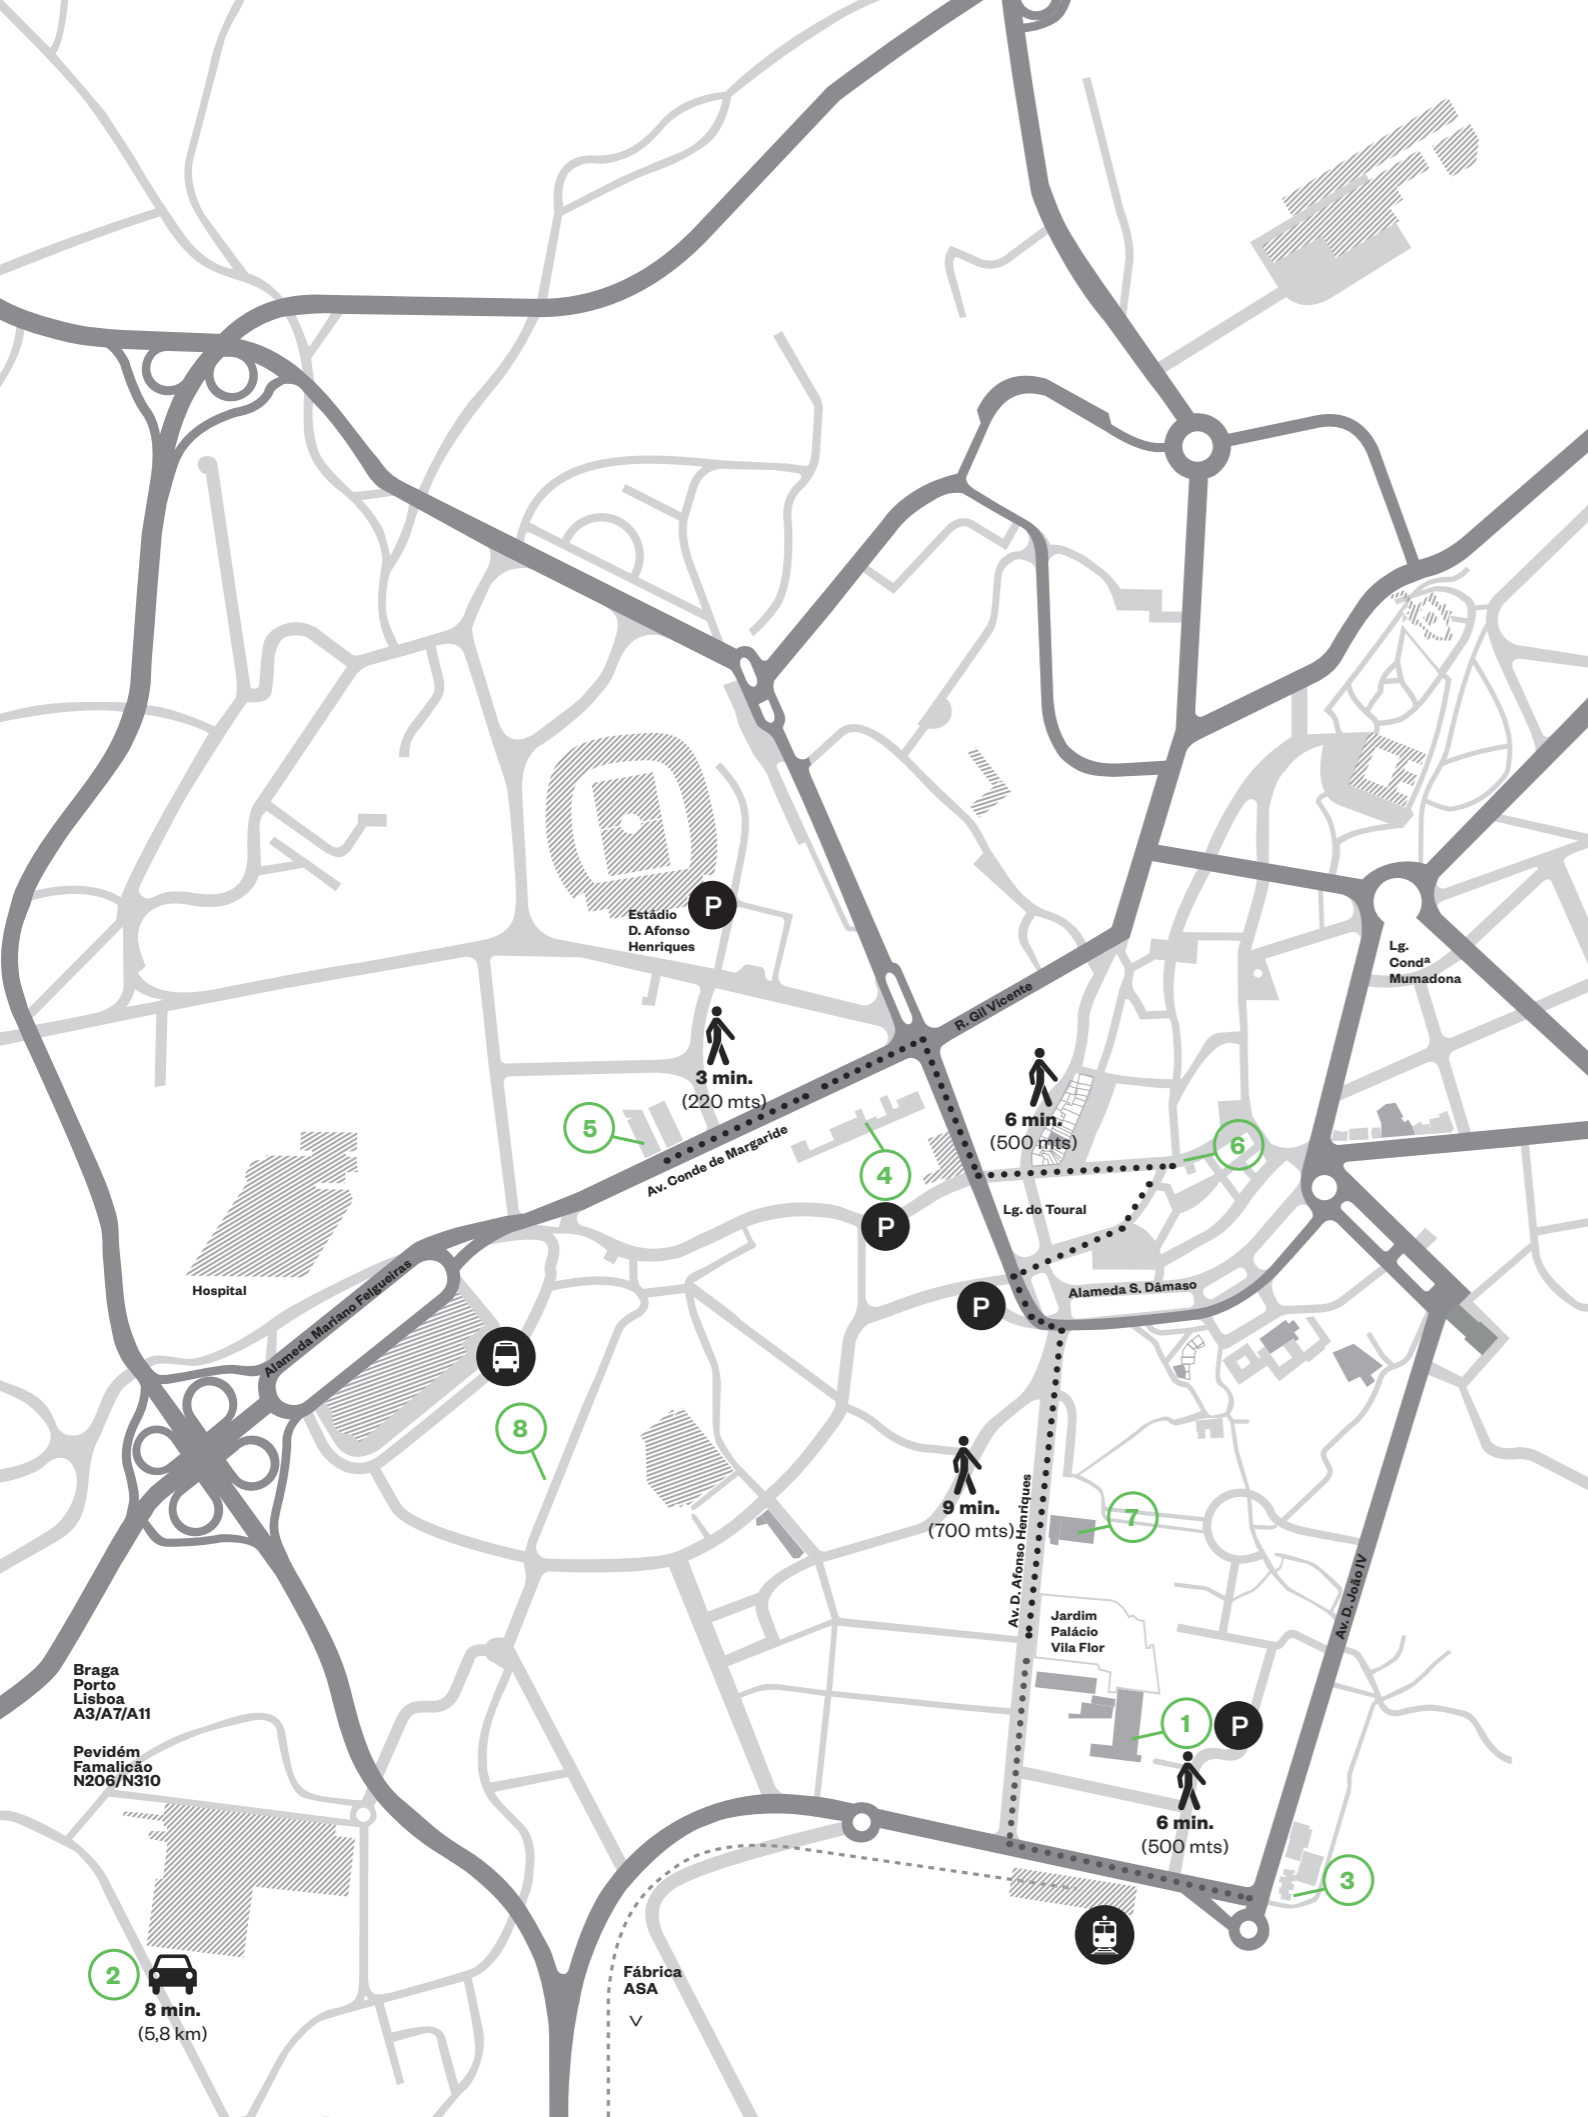 P
Estádio
D. Afonso
Henriques
Lg.
Condª
Mumadona
R. Gil Vicente
3 min.
(220 mts)
5
Av. Conde de Margaride
6 min.
(500 mts)
6
4
P
Lg. do Toural
Hospital
Alameda Mariano Felgueiras
P
Alameda S. Dâmaso
8
9 min.
(700 mts)
7
Av. D. Afonso Henriques
Av. D. João IV
Jardim
Palácio
Vila Flor
Braga
Porto
Lisboa
A3/A7/A11
Pevidém
Famalicão
N206/N310
1
P
6 min.
(500 mts)
3
2
8 min.
(5,8 km)
Fábrica
ASA